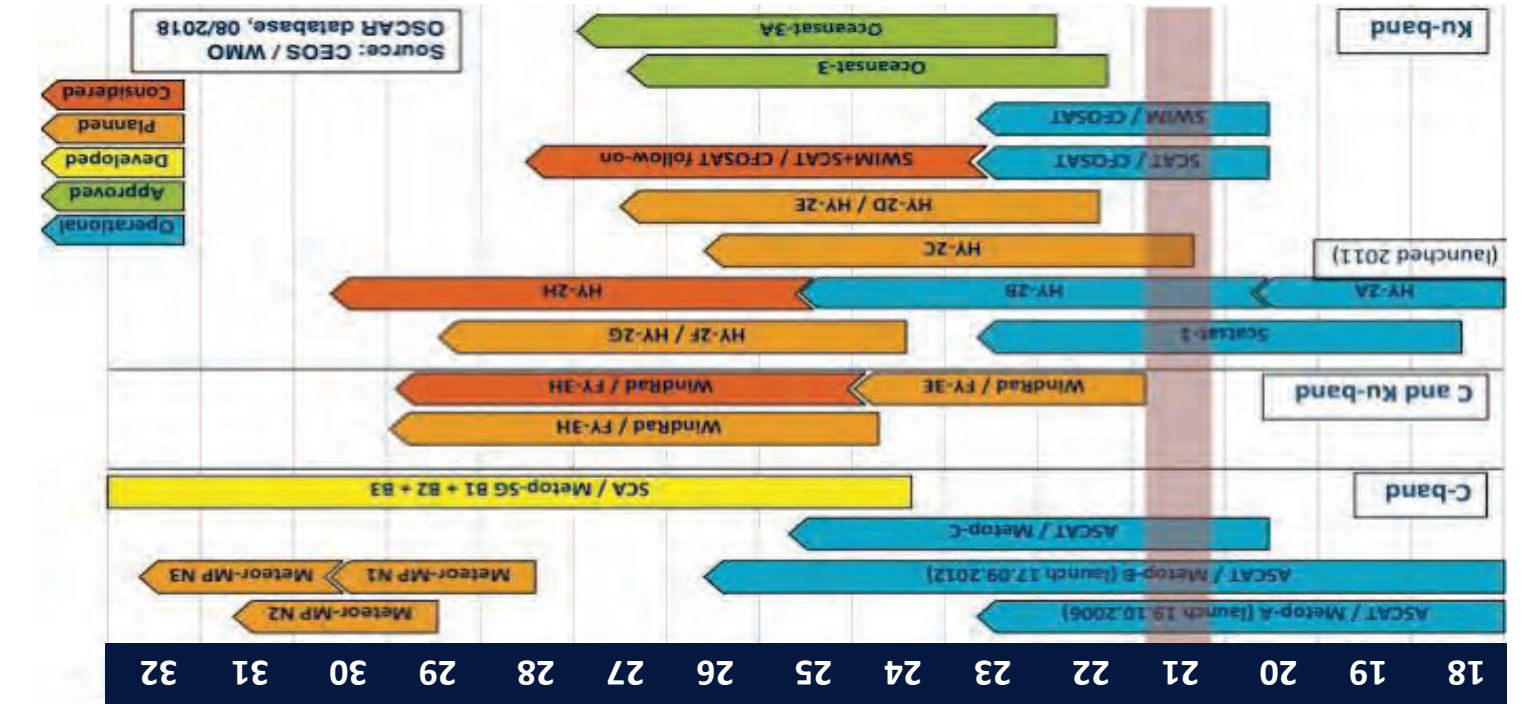 18 19 20 21 22 23 24 25 26 27 28 29 30 31 32
ASCAT / Metop-A (launch 19.10.2006)
Meteor-MP N2
ASCAT / Metop-B (launch 17.09.2012)
Meteor-MP N1
Meteor-MP N3
ASCAT / Metop-C
C-band
SCA / Metop-SG B1 + B2 + B3
WindRad / FY-3H
C and Ku-band
WindRad / FY-3E
WindRad / FY-3H
Scatsat-1
HY-2F / HY-2G
HY-2A
HY-2B
HY-2H
(launched 2011)
HY-2C
HY-2D / HY-2E
SCAT / CFOSAT
SWIM+SCAT / CFOSAT follow-on
SWIM / CFOSAT
Oceansat-3
Ku-band
Oceansat-3A
Operational
Approved
Developed
Planned
Considered
Source: CEOS / WMO
OSCAR database, 08/2018